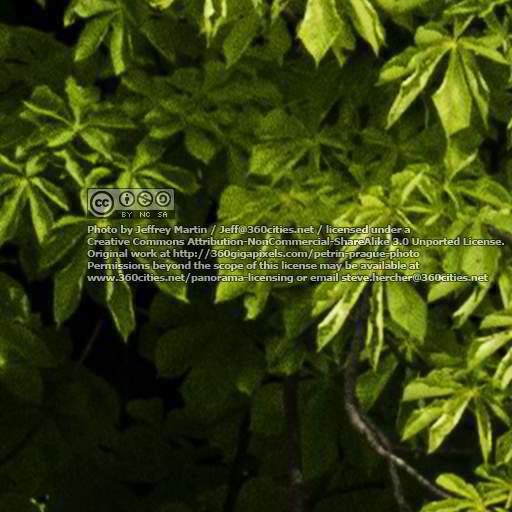 cc
BY NC SA
Photo by Jeffrey Martin / Jeff@360cities.net / licensed under a
Creative Commons Attribution-NonCommercial-ShareAlike 3.0 Unported License.
Original work at http://360gigapixels.com/petrin-prague-photo
Permissions beyond the scope of this license may be available at
www.360cities.net/panorama-licensing or email steve.hercher@360cities.net